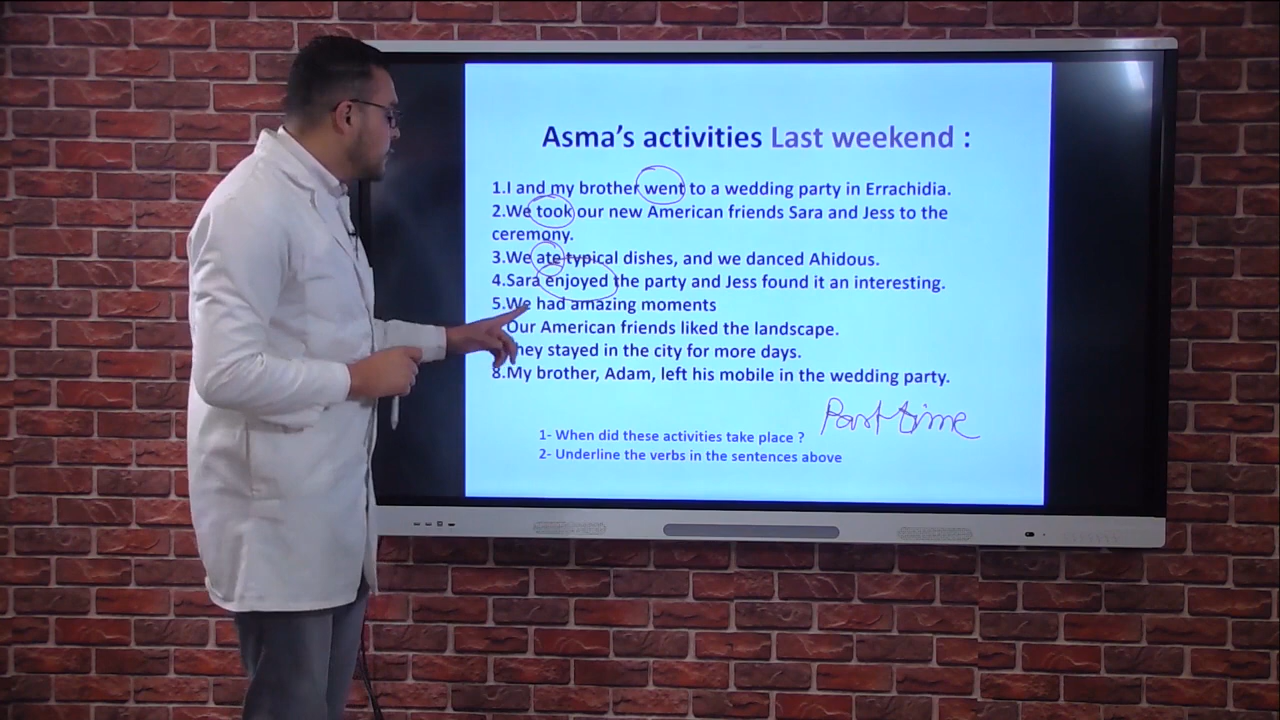 Asma's activities Last weekend :
1.I and my brother went to a wedding party in Errachidia.
2.We took our new American friends Sara and Jess to the
ceremony.
3.We ate typical dishes, and we danced Ahidous.
4.Sara enjoyed the party and Jess found it an interesting.
5.We had amazing moments
Our American friends liked the landscape.
hey stayed in the city for more days.
8.My brother, Adam, left his mobile in the wedding party.
Past time
1- When did these activities take place ?
2- Underline the verbs in the sentences above